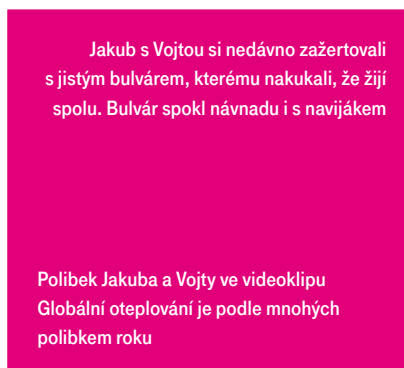 Jakub s Vojtou si nedávno zažertovali
s jistým bulvárem, kterému nakukali, že žijí
spolu. Bulvár spokl návnadu i s navijákem
Polibek Jakuba a Vojty ve videoklipu
Globální oteplování je podle mnohých
polibkem roku